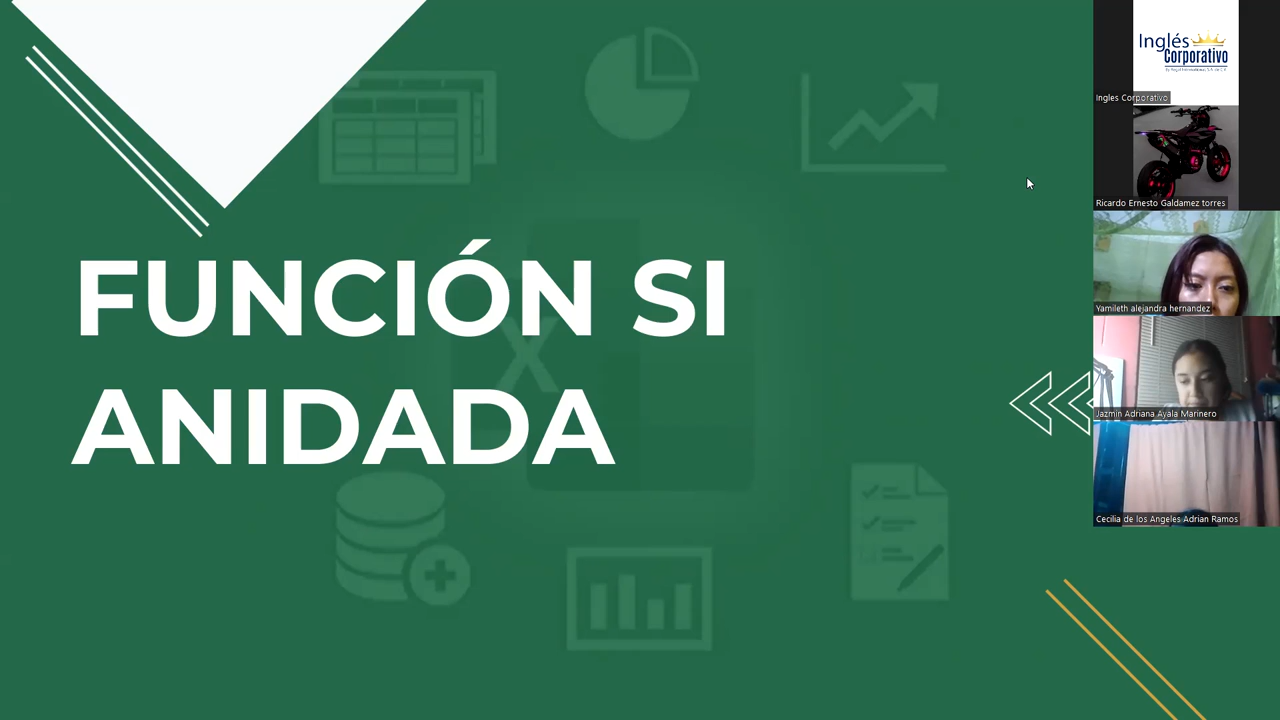 FUNCIÓN SI
ANIDADA
Inglés
Corporativo
Ingles Corporativo
Ricardo Ernesto Galdamez torres
Yamileth alejandra hernandez
Jazmin Adriana Ayala Marinero
Cecilia de los Angeles Adrian Ramos